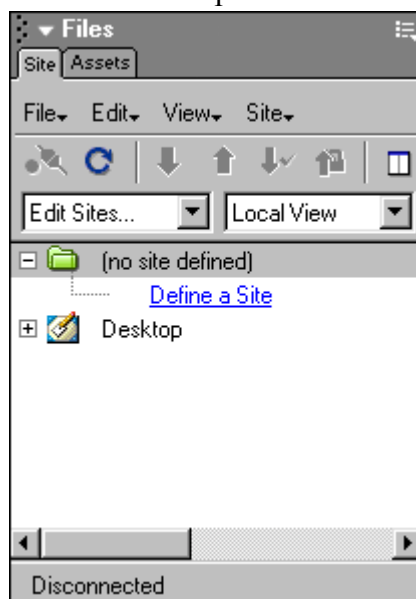 Files
Site Assets
File Edit View Site
Edit Sites... Local View
(no site defined)
Define a Site
Desktop
Disconnected